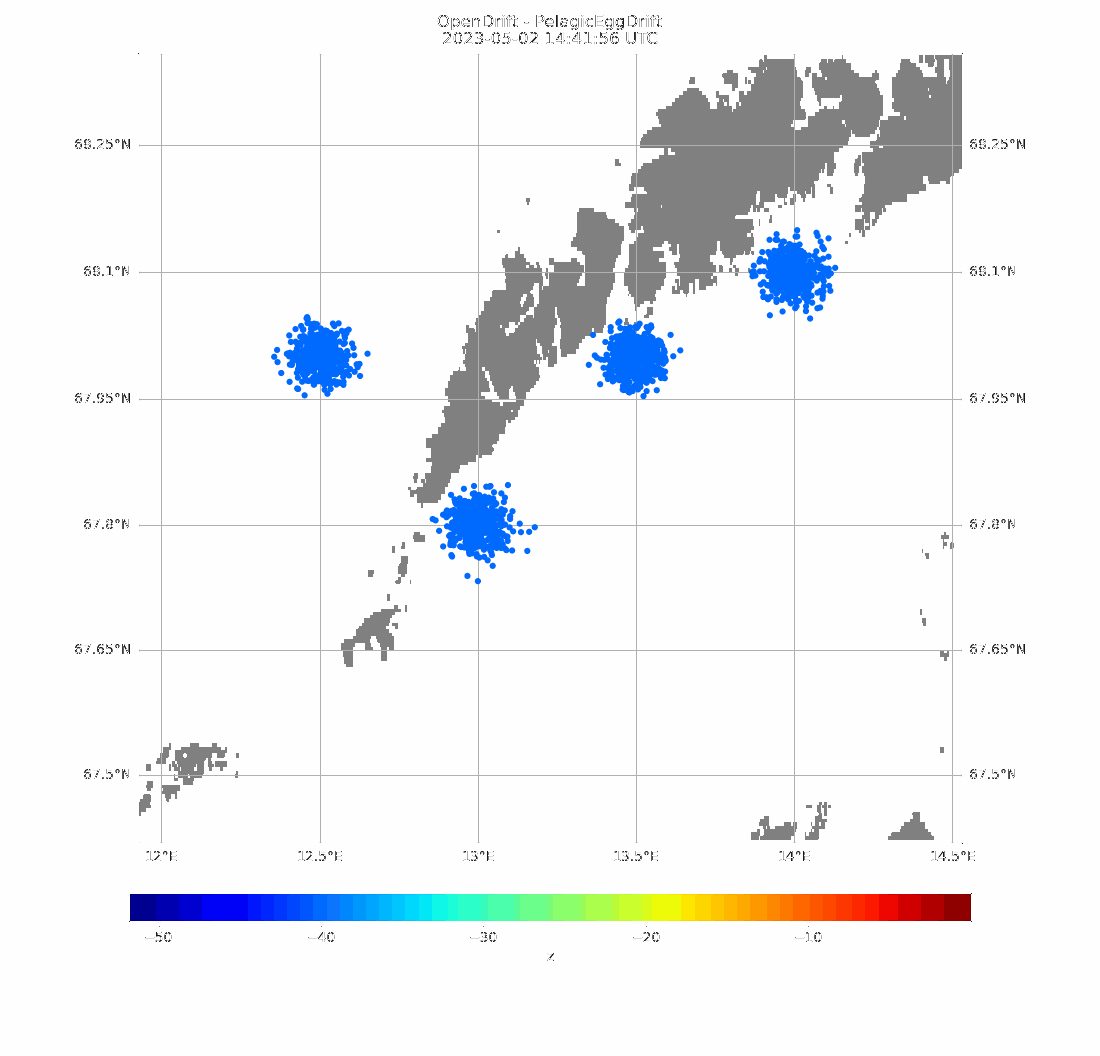 OpenDrift - PelagicEggDrift
2023-05-02 14:41:56 UTC
68.25°N 68.25°N
68.1°N 68.1°N
67.95°N 67.95°N
67.8°N 67.8°N
67.65°N 67.65°N
67.5°N 67.5°N
12°E 12.5°E 13°E 13.5°E 14°E 14.5°E
−50 −40 −30 −20 −10
z